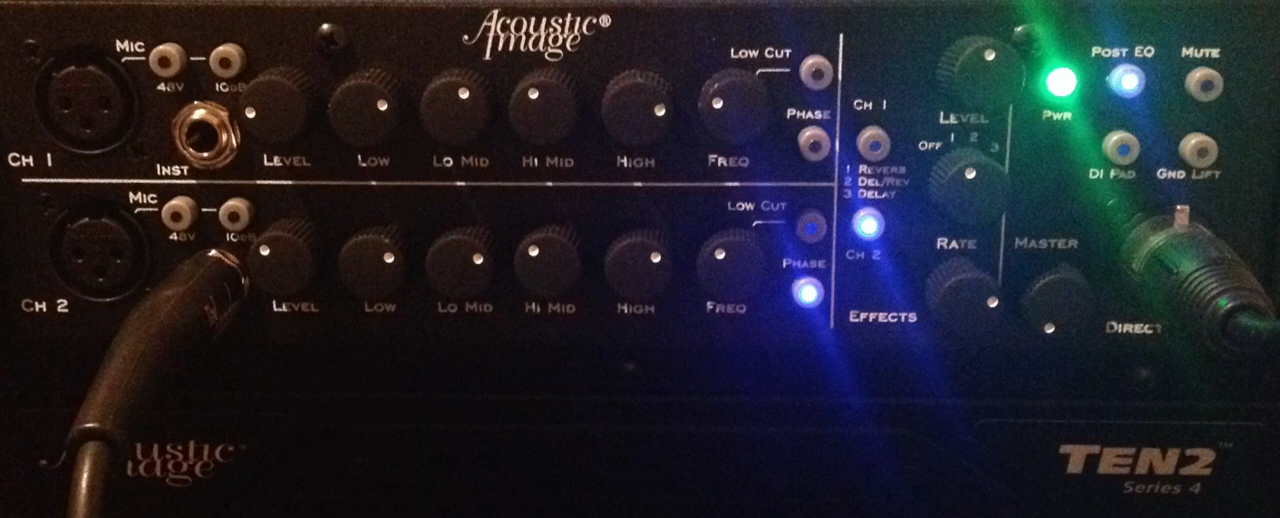 Acoustic®
Image
MIC
48V 10dB
CH 1
INST
LEVEL LOW LO MID HI MID HIGH FREQ
LOW CUT
PHASE
MIC
48V 10dB
CH 2
LEVEL LOW LO MID HI MID HIGH FREQ
LOW CUT
PHASE
CH 1
1 REVERB
2 DEL/REV
3 DELAY
CH 2
EFFECTS
LEVEL
OFF 1 2 3
RATE
MASTER
PWR
POST EQ
MUTE
DI PAD
GND LIFT
DIRECT
TEN2™
Series 4